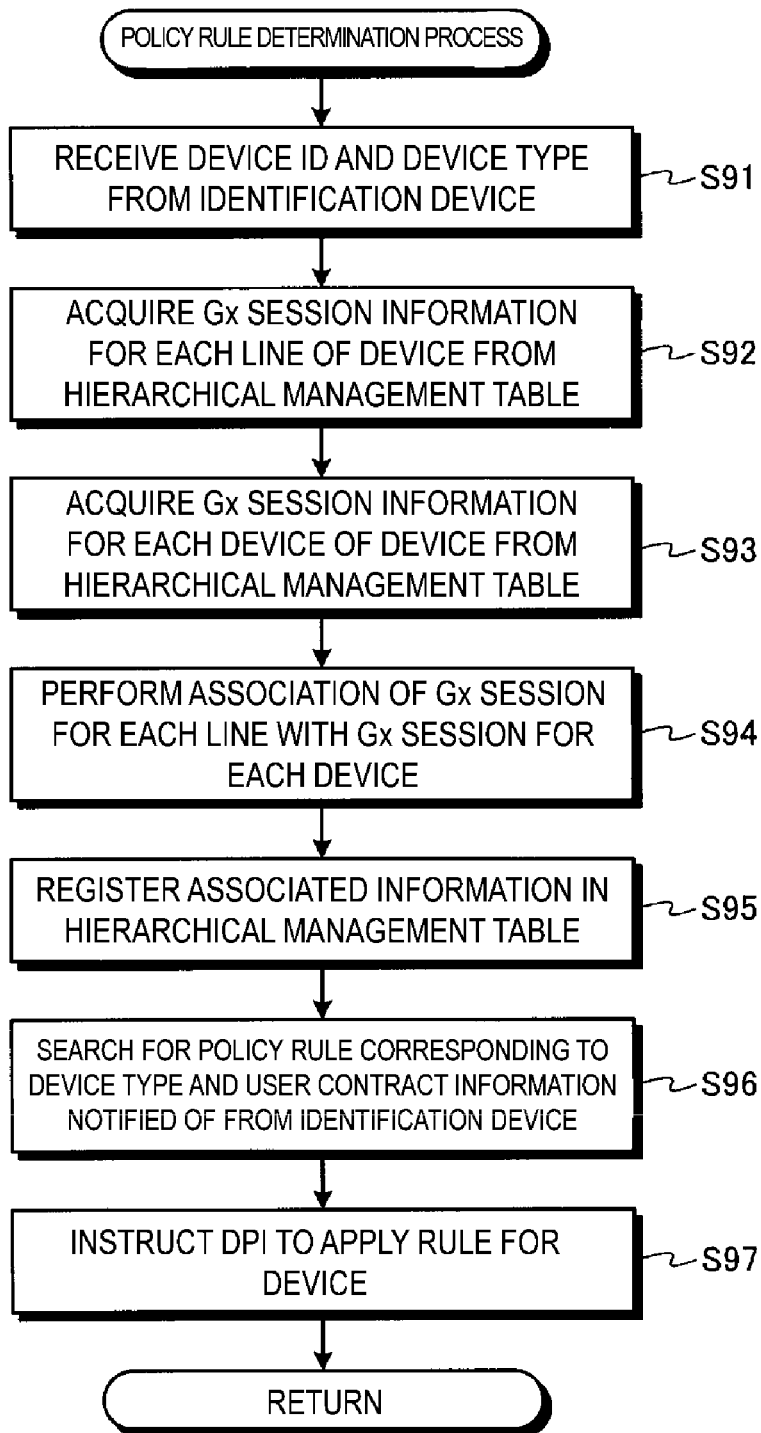 POLICY RULE DETERMINATION PROCESS
RECEIVE DEVICE ID AND DEVICE TYPE
FROM IDENTIFICATION DEVICE
S91
ACQUIRE Gx SESSION INFORMATION
FOR EACH LINE OF DEVICE FROM
HIERARCHICAL MANAGEMENT TABLE
S92
ACQUIRE Gx SESSION INFORMATION
FOR EACH DEVICE OF DEVICE FROM
HIERARCHICAL MANAGEMENT TABLE
S93
PERFORM ASSOCIATION OF Gx SESSION
FOR EACH LINE WITH Gx SESSION FOR
EACH DEVICE
S94
REGISTER ASSOCIATED INFORMATION IN
HIERARCHICAL MANAGEMENT TABLE
S95
SEARCH FOR POLICY RULE CORRESPONDING TO
DEVICE TYPE AND USER CONTRACT INFORMATION
NOTIFIED OF FROM IDENTIFICATION DEVICE
S96
INSTRUCT DPI TO APPLY RULE FOR
DEVICE
S97
RETURN